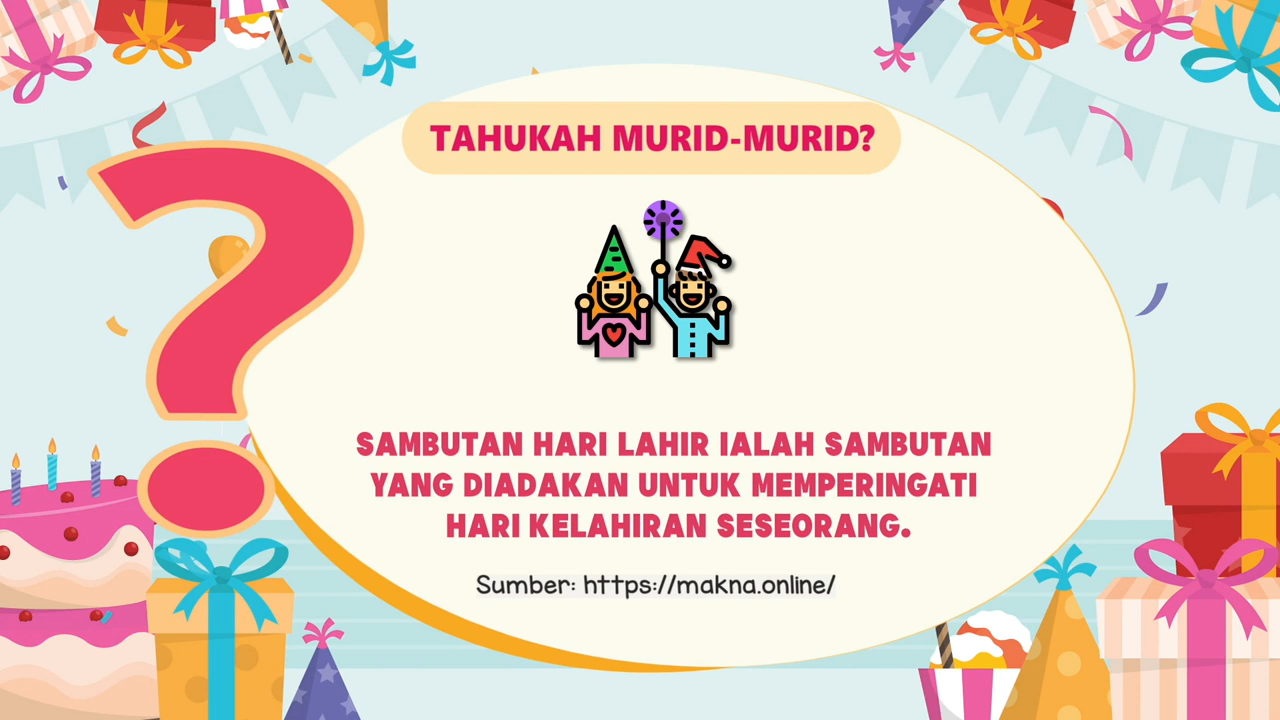 TAHUKAH MURID-MURID?
SAMBUTAN HARI LAHIR IALAH SAMBUTAN
YANG DIADAKAN UNTUK MEMPERINGATI
HARI KELAHIRAN SESEORANG.
Sumber: https://makna.online/